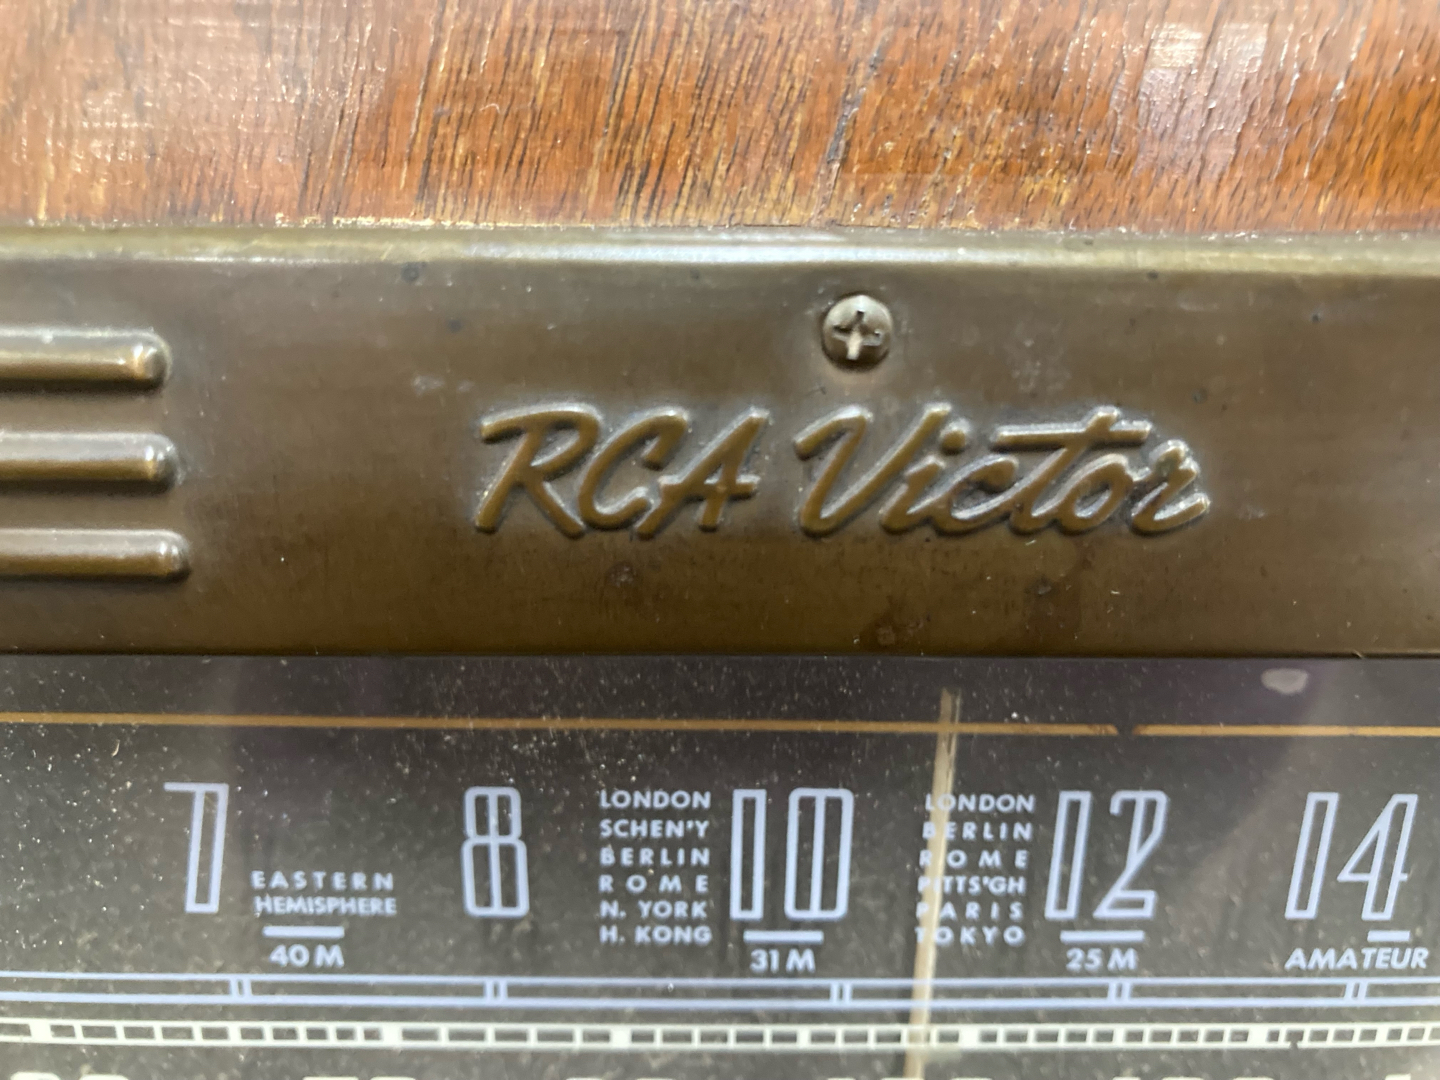 RCA Victor
7
EASTERN
HEMISPHERE
40 M
8
LONDON
SCHEN'Y
BERLIN
ROME
N. YORK
H. KONG
10
31 M
LONDON
BERLIN
ROME
PITTS'GH
PARIS
TOKYO
12
25 M
14
AMATEUR